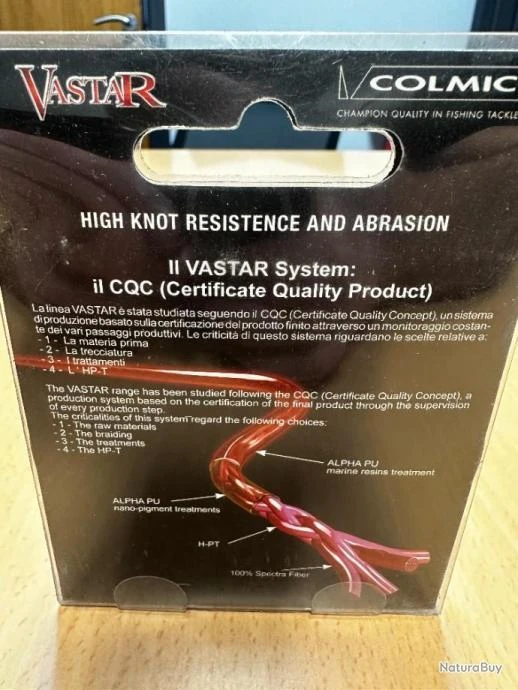 VASTAR
COLMIC
CHAMPION QUALITY IN FISHING TACKLE
HIGH KNOT RESISTENCE AND ABRASION
Il VASTAR System:
il CQC (Certificate Quality Product)
La linea VASTAR è stata studiata seguendo il CQC (Certificate Quality Concept), un sistema
di produzione basato sulla certificazione del prodotto finito attraverso un monitoraggio costan-
te dei vari passaggi produttivi. Le criticità di questo sistema riguardano le scelte relative a:
- 1 - La materia prima
- 2 - La trecciatura
- 3 - I trattamenti
- 4 - L' HP-T
The VASTAR range has been studied following the CQC (Certificate Quality Concept), a
production system based on the certification of the final product through the supervision
of every production step.
The criticalities of this system regard the following choices:
- 1 - The raw materials
- 2 - The braiding
- 3 - The treatments
- 4 - The HP-T
ALPHA PU
marine resins treatment
ALPHA PU
nano-pigment treatments
H-PT
100% Spectra Fiber
NaturaBuy